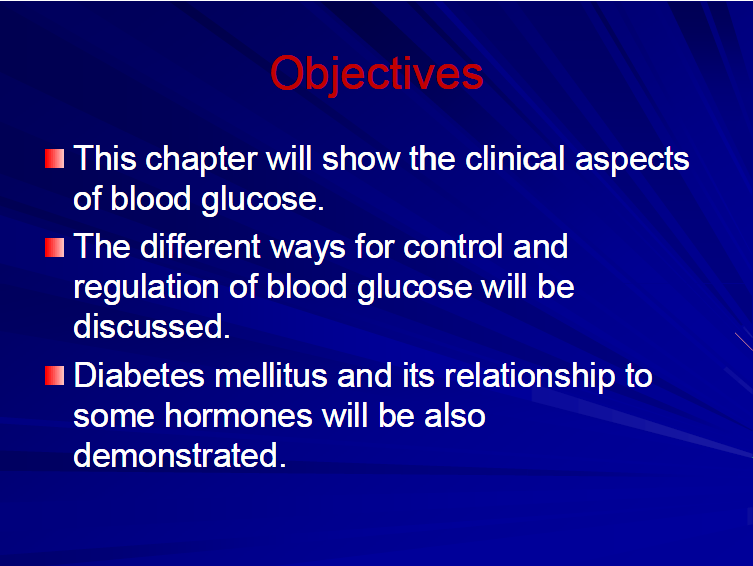 Objectives
This chapter will show the clinical aspects
of blood glucose.
The different ways for control and
regulation of blood glucose will be
discussed.
Diabetes mellitus and its relationship to
some hormones will be also
demonstrated.